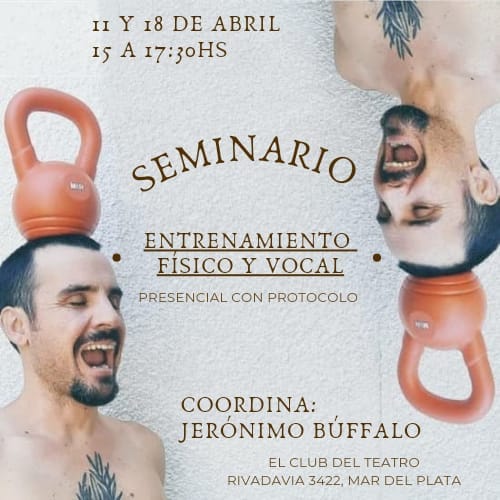 11 Y 18 DE ABRIL
15 A 17:30HS
SEMINARIO
ENTRENAMIENTO
FÍSICO Y VOCAL
PRESENCIAL CON PROTOCOLO
COORDINA:
JERÓNIMO BÚFFALO
EL CLUB DEL TEATRO
RIVADAVIA 3422, MAR DEL PLATA